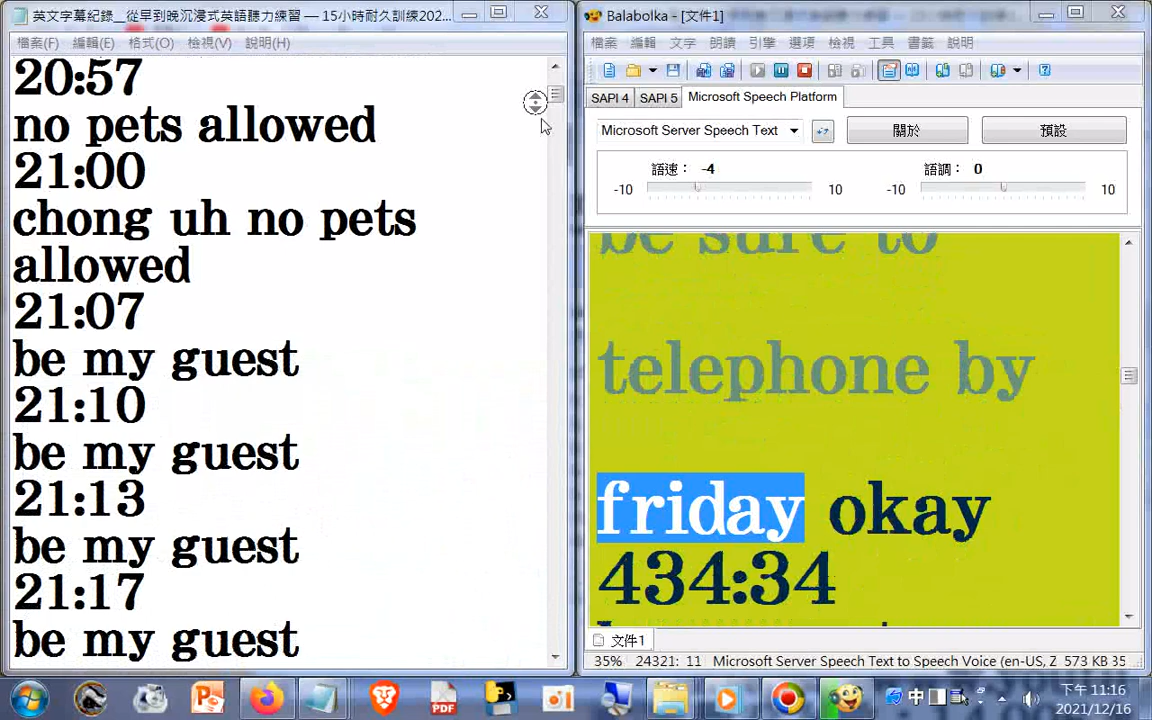 英文字幕紀錄__從早到晚沉浸式英語聽力練習 — 15小時耐久訓練202...
檔案(F) 編輯(E) 格式(O) 檢視(V) 說明(H)
20:57
no pets allowed
21:00
chong uh no pets
allowed
21:07
be my guest
21:10
be my guest
21:13
be my guest
21:17
be my guest
Balabolka - [文件1]
檔案 編輯 文字 朗讀 引擎 選項 檢視 工具 書籤 說明
SAPI 4 SAPI 5 Microsoft Speech Platform
Microsoft Server Speech Text 關於 預設
語速： -4 語調： 0
-10 10 -10 10
be sure to
telephone by
friday okay
434:34
文件1
35% 24321: 11 Microsoft Server Speech Text to Speech Voice (en-US, Z 573 KB 35
PDF
中
下午 11:16
2021/12/16